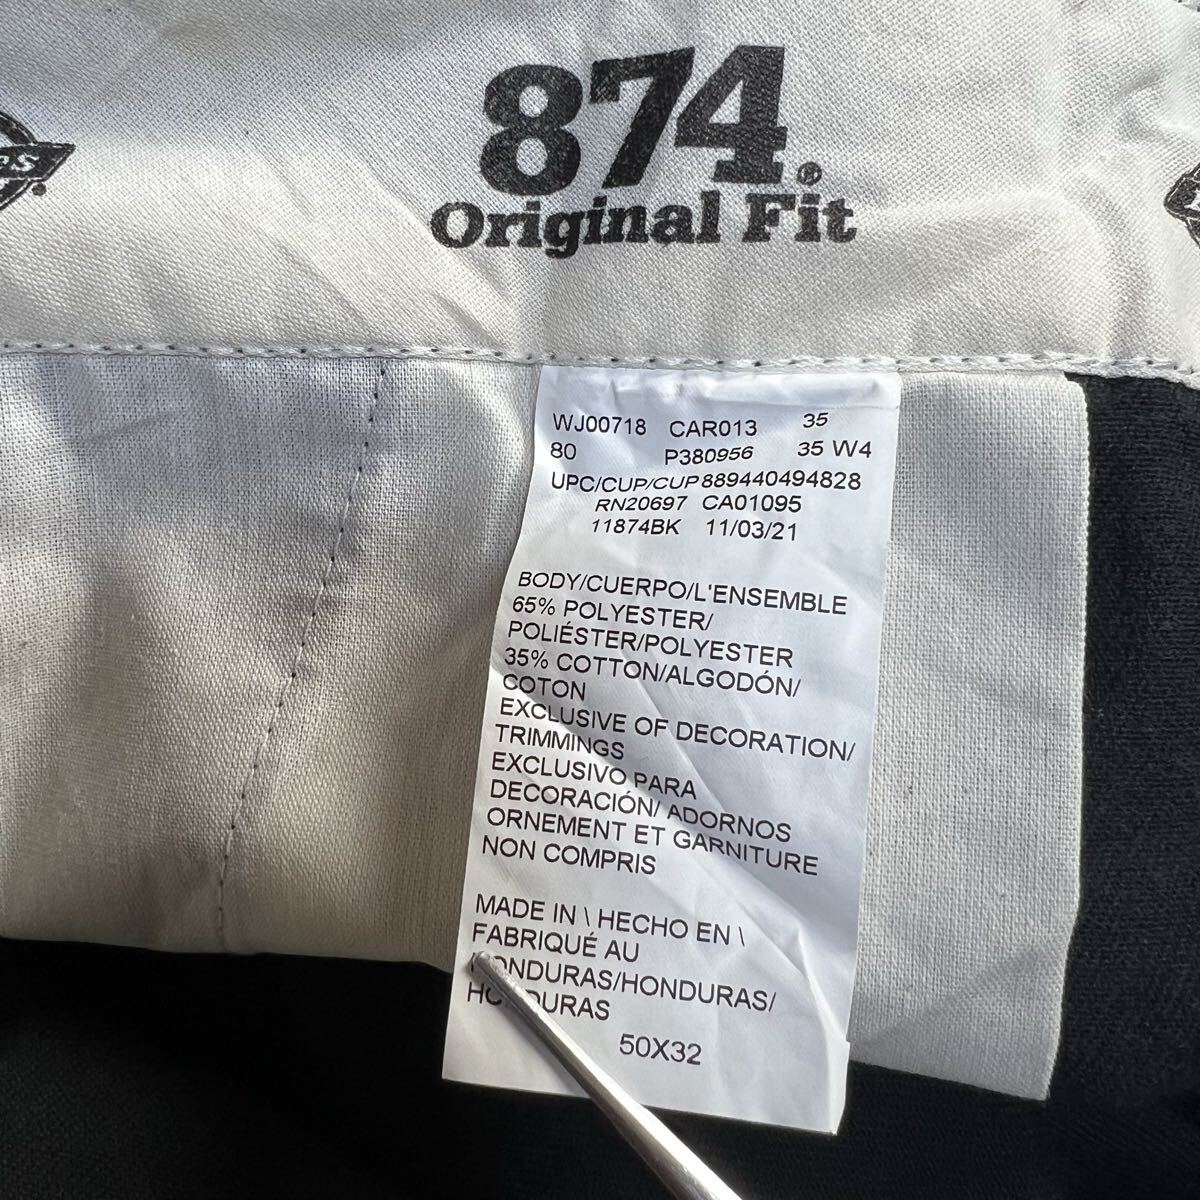 874®
Original Fit
WJ00718 CAR013 35
80 P380956 35 W4
UPC/CUP/CUP889440494828
RN20697 CA01095
11874BK 11/03/21
BODY/CUERPO/L'ENSEMBLE
65% POLYESTER/
POLIÉSTER/POLYESTER
35% COTTON/ALGODÓN/
COTON
EXCLUSIVE OF DECORATION/
TRIMMINGS
EXCLUSIVO PARA
DECORACIÓN/ ADORNOS
ORNEMENT ET GARNITURE
NON COMPRIS
MADE IN \ HECHO EN \
FABRIQUÉ AU
HONDURAS/HONDURAS/
HONDURAS
50X32